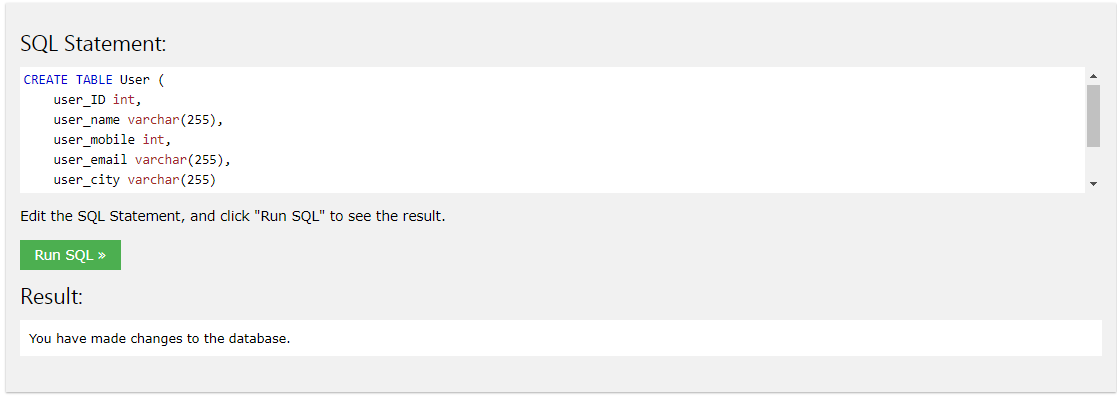 SQL Statement:
CREATE TABLE User (
    user_ID int,
    user_name varchar(255),
    user_mobile int,
    user_email varchar(255),
    user_city varchar(255)
Edit the SQL Statement, and click "Run SQL" to see the result.
Run SQL »
Result:
You have made changes to the database.